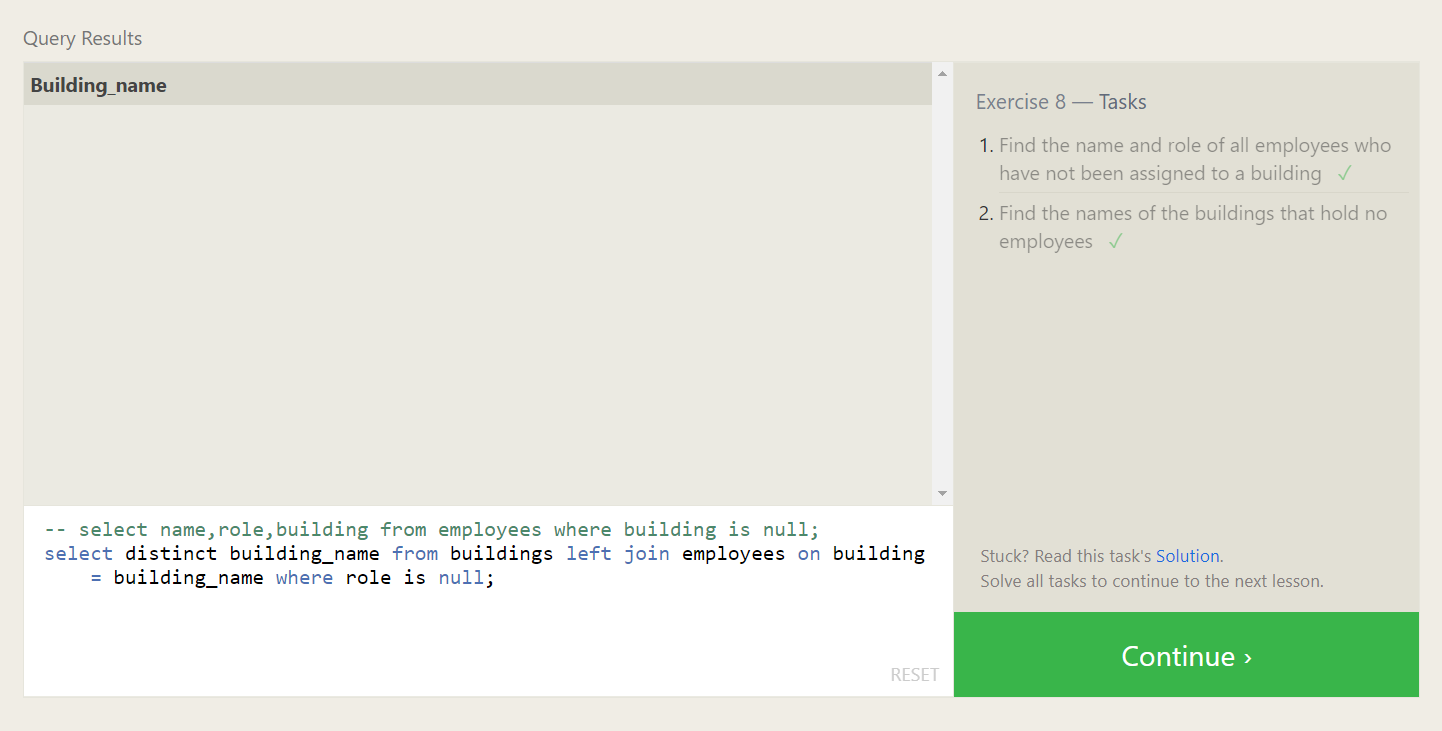 Query Results
Building_name
Exercise 8 — Tasks
1. Find the name and role of all employees who
have not been assigned to a building ✓
2. Find the names of the buildings that hold no
employees ✓
-- select name,role,building from employees where building is null;
select distinct building_name from buildings left join employees on building
= building_name where role is null;
RESET
Stuck? Read this task's Solution.
Solve all tasks to continue to the next lesson.
Continue ›